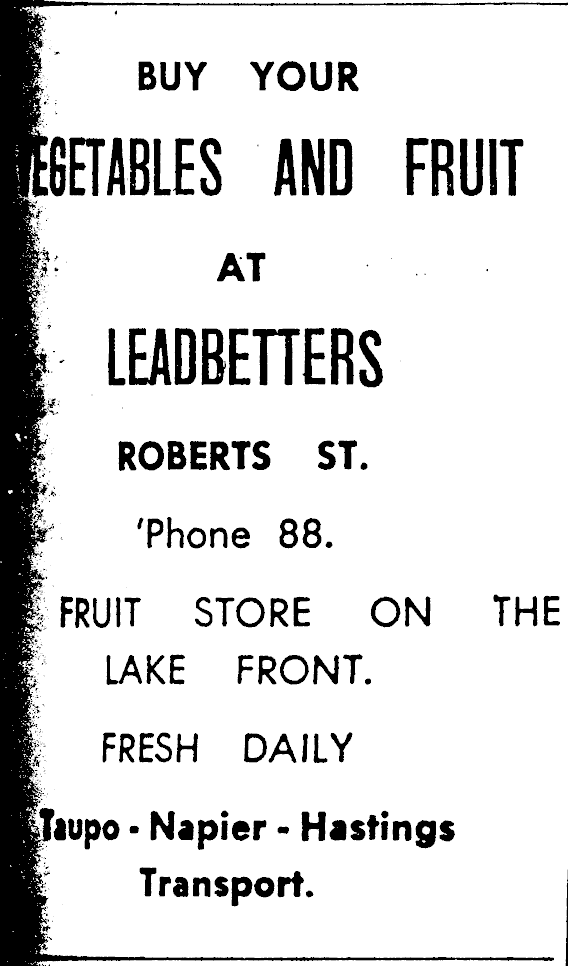 BUY YOUR
VEGETABLES AND FRUIT
AT
LEADBETTERS
ROBERTS ST.
'Phone 88.
FRUIT STORE ON THE
LAKE FRONT.
FRESH DAILY
Taupo - Napier - Hastings
Transport.